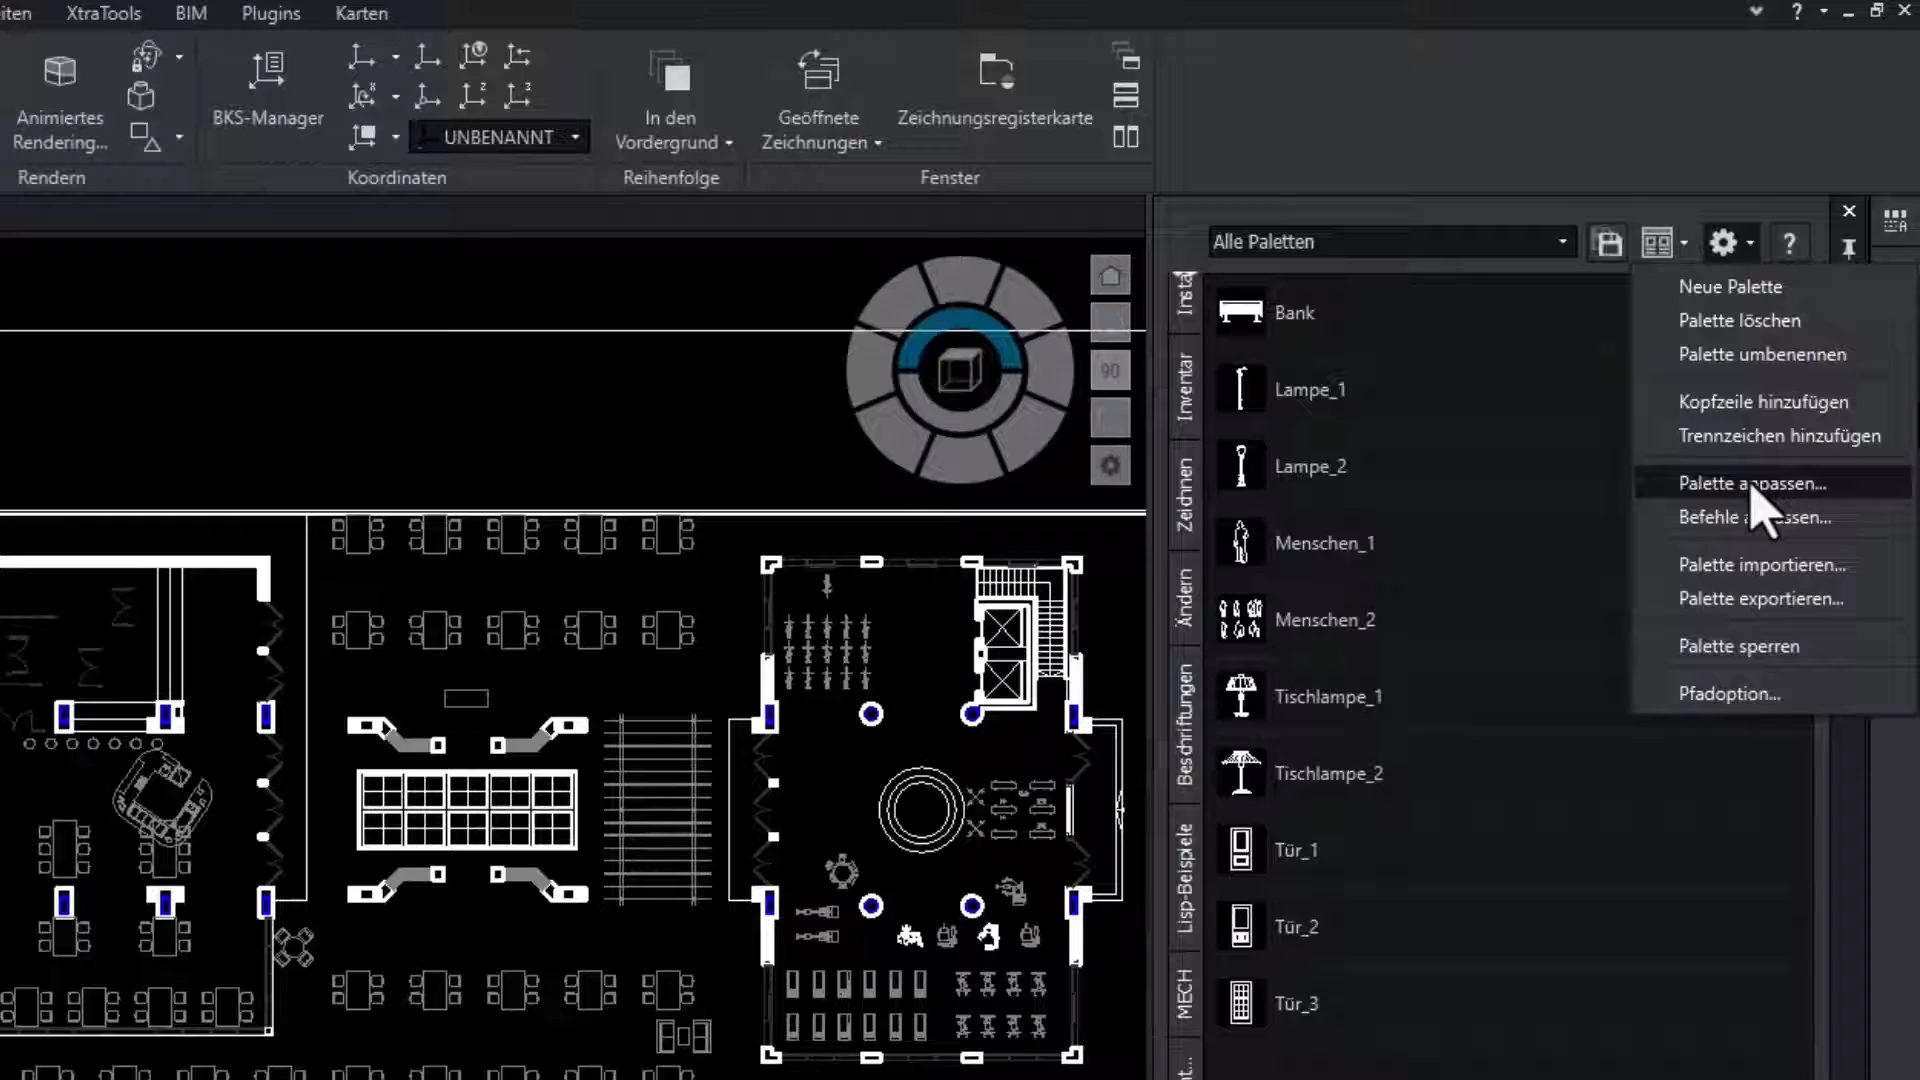 iten XtraTools BIM Plugins Karten
?
Animiertes
Rendering...
BKS-Manager
UNBENANNT
In den
Vordergrund
Geöffnete
Zeichnungen
Zeichnungsregisterkarte
Rendern
Koordinaten
Reihenfolge
Fenster
Alle Paletten
?
90
Insta
Inventar
Zeichnen
Ändern
Beschriftungen
Lisp-Beispiele
MECH
Bank
Lampe_1
Lampe_2
Menschen_1
Menschen_2
Tischlampe_1
Tischlampe_2
Tür_1
Tür_2
Tür_3
Neue Palette
Palette löschen
Palette umbenennen
Kopfzeile hinzufügen
Trennzeichen hinzufügen
Palette anpassen...
Befehle a ssen...
Palette importieren...
Palette exportieren...
Palette sperren
Pfadoption...